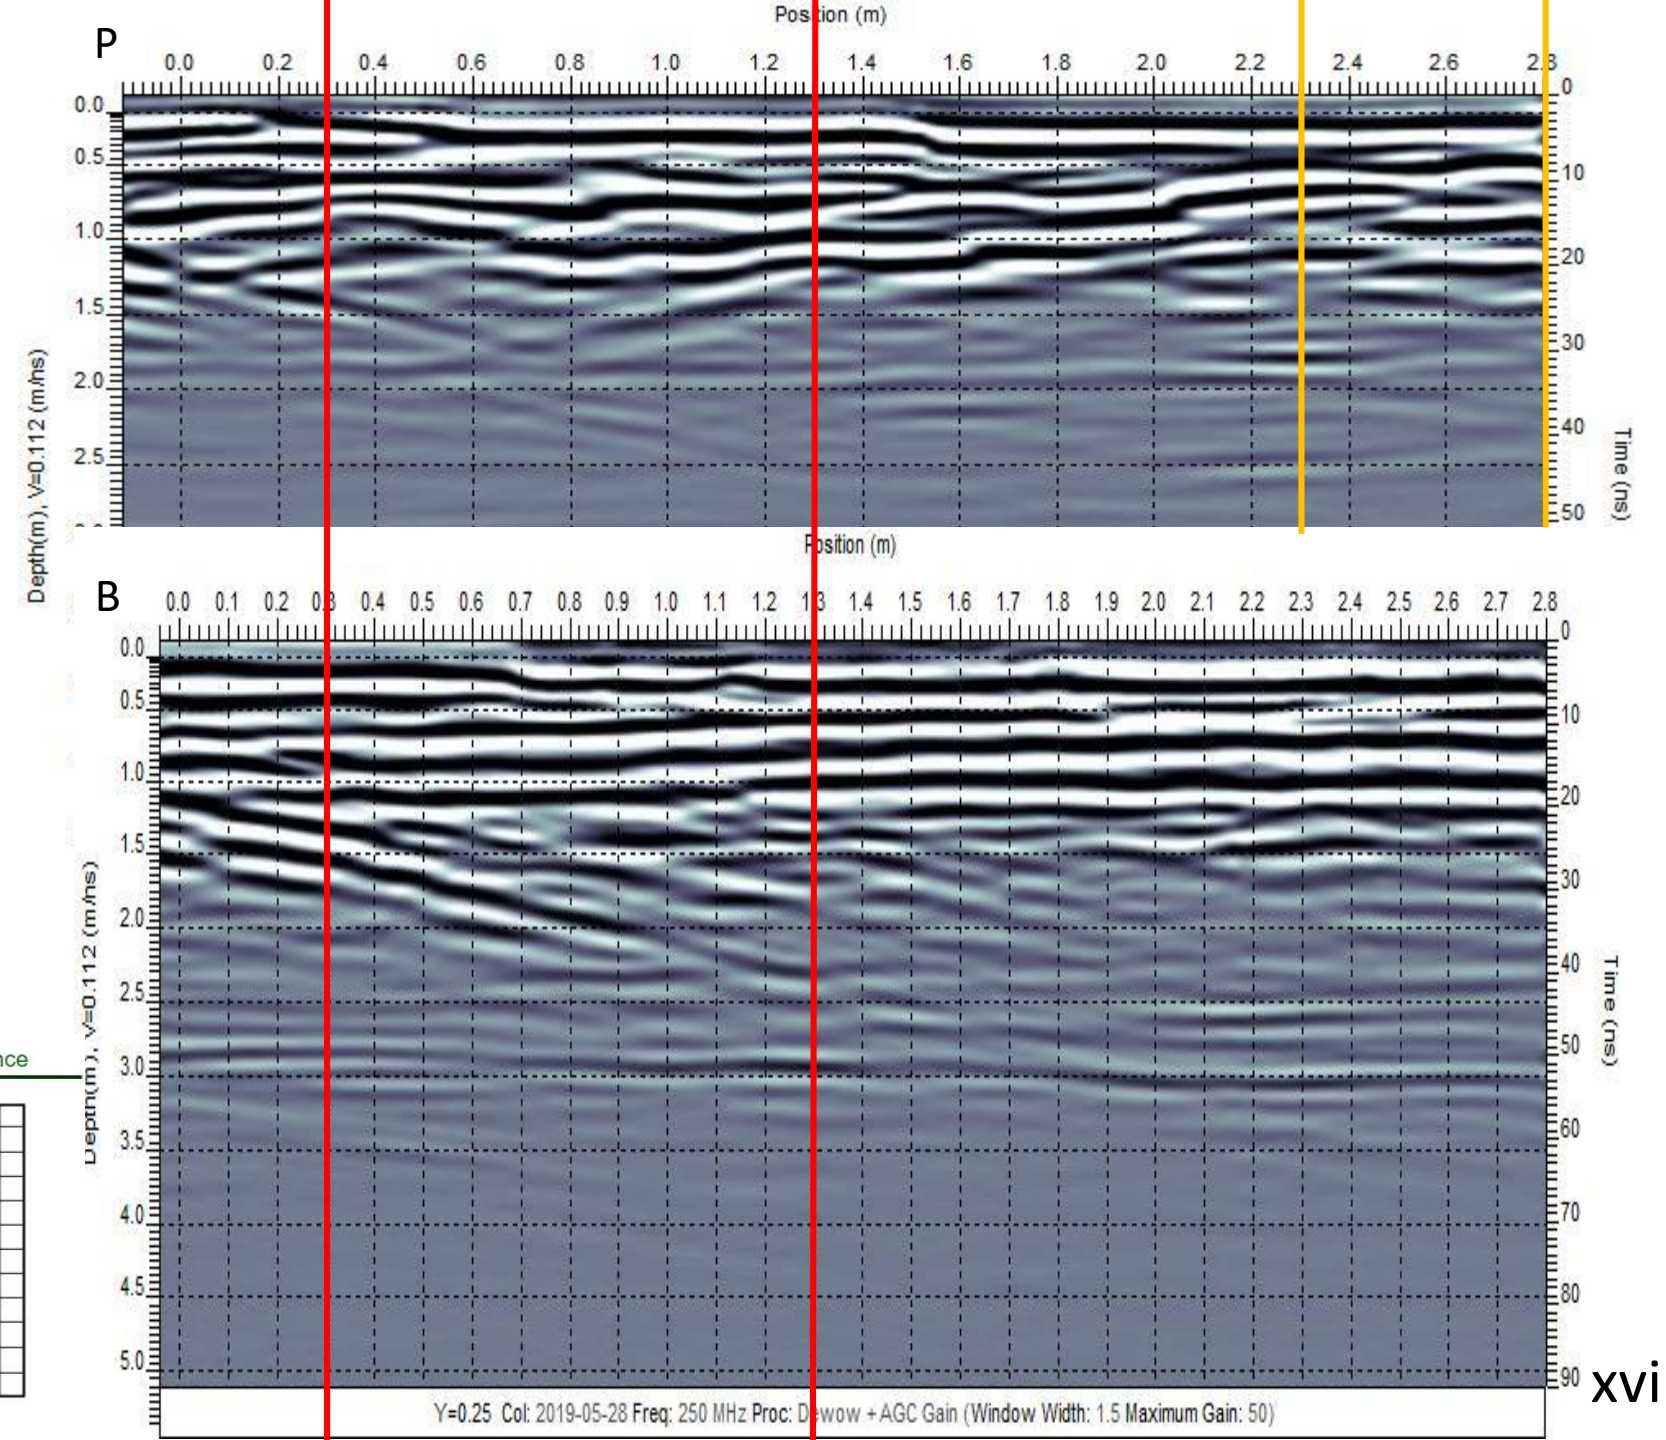 Position (m)
P
0.0 0.2 0.4 0.6 0.8 1.0 1.2 1.4 1.6 1.8 2.0 2.2 2.4 2.6 2.8
0.0
0.5
1.0
1.5
2.0
2.5
0
10
20
30
40
50
Depth(m), V=0.112 (m/ns)
Time (ns)
Position (m)
B
0.0 0.1 0.2 0.3 0.4 0.5 0.6 0.7 0.8 0.9 1.0 1.1 1.2 1.3 1.4 1.5 1.6 1.7 1.8 1.9 2.0 2.1 2.2 2.3 2.4 2.5 2.6 2.7 2.8
0.0
0.5
1.0
1.5
2.0
2.5
3.0
3.5
4.0
4.5
5.0
0
10
20
30
40
50
60
70
80
90
Depth(m), V=0.112 (m/ns)
Time (ns)
nce
Y=0.25 Col: 2019-05-28 Freq: 250 MHz Proc: Dewow + AGC Gain (Window Width: 1.5 Maximum Gain: 50)
xvi